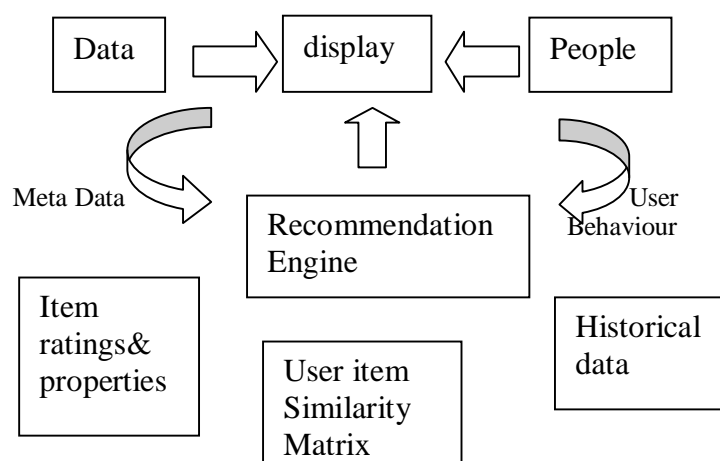 Data
display
People
Meta Data
User
Behaviour
Recommendation
Engine
Item
ratings&
properties
User item
Similarity
Matrix
Historical
data